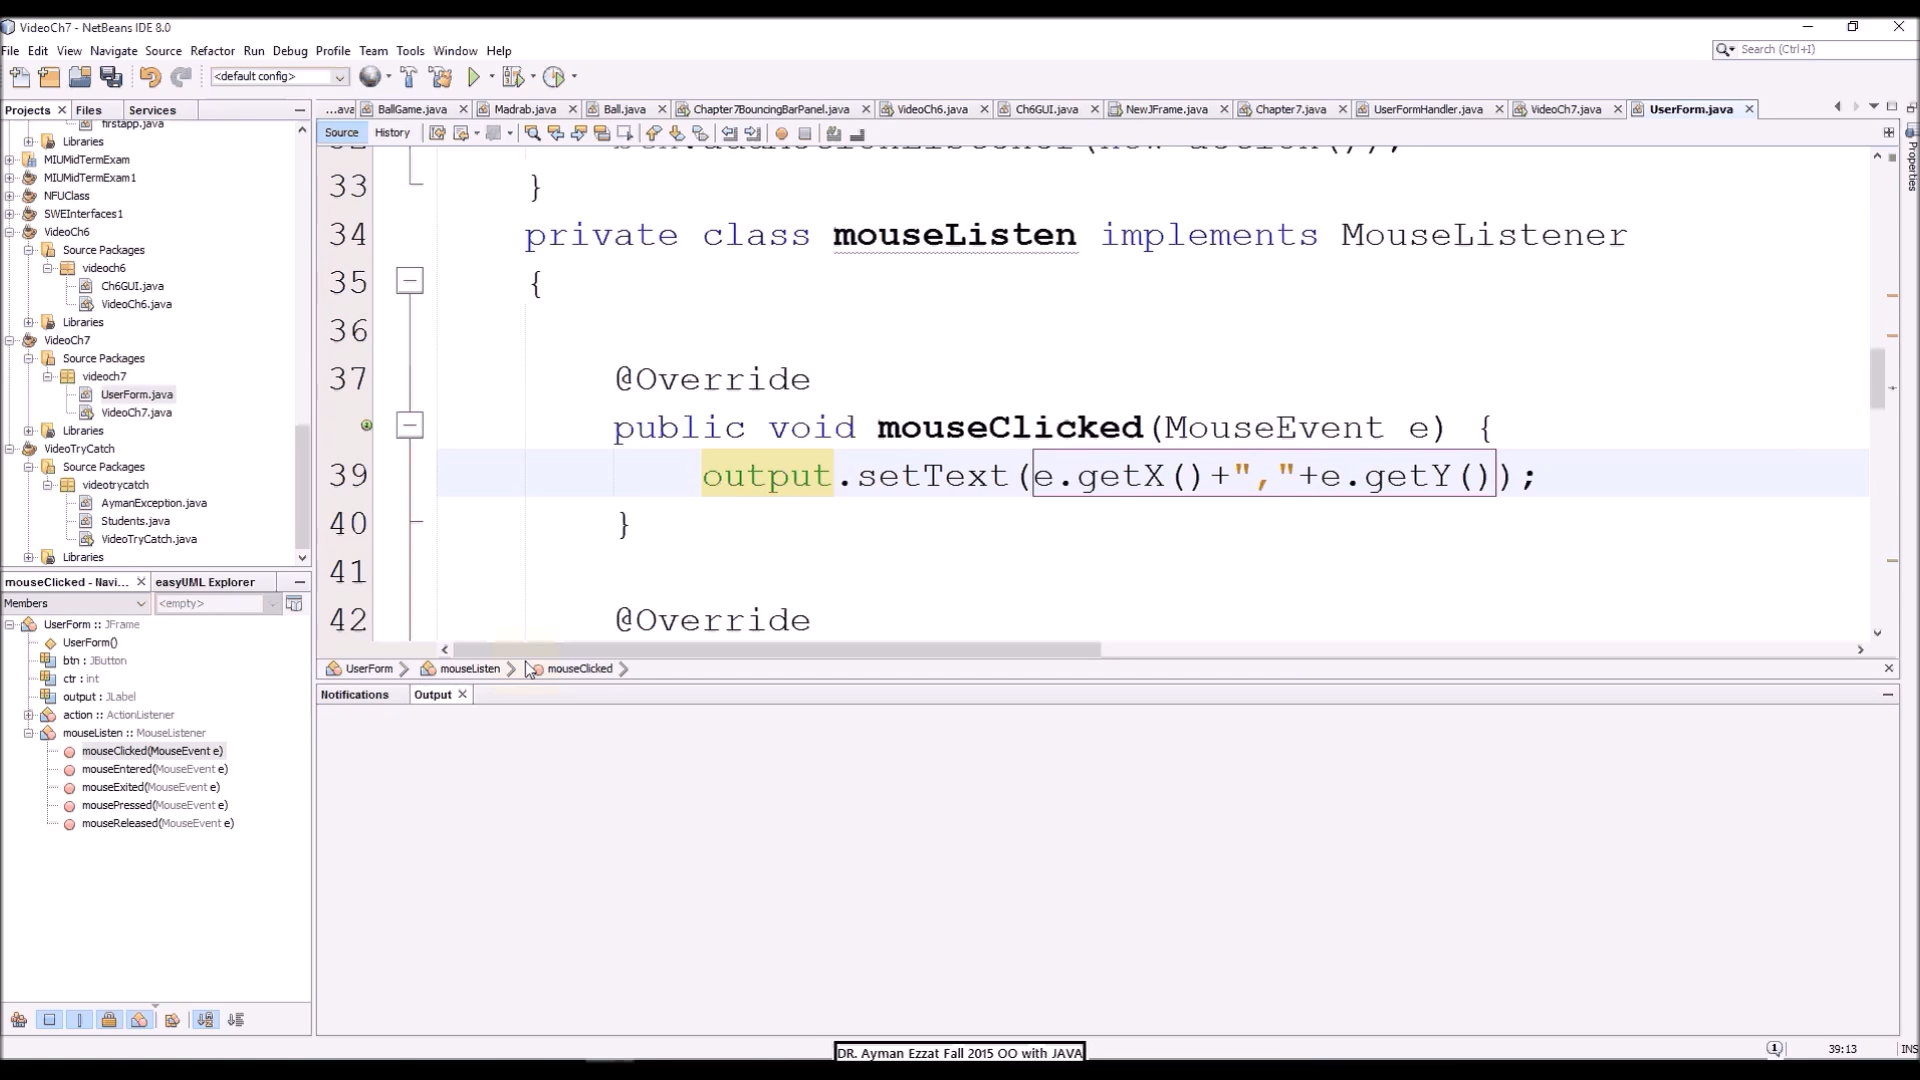 VideoCh7 - NetBeans IDE 8.0
File Edit View Navigate Source Refactor Run Debug Profile Team Tools Window Help
Search (Ctrl+I)
<default config>
Projects Files Services
...ava BallGame.java Madrab.java Ball.java Chapter7BouncingBarPanel.java VideoCh6.java Ch6GUI.java NewJFrame.java Chapter7.java UserFormHandler.java VideoCh7.java UserForm.java
Source History
Properties
firstapp.java
Libraries
MIUMidTermExam
MIUMidTermExam1
NFUClass
SWEInterfaces1
VideoCh6
Source Packages
videoch6
Ch6GUI.java
VideoCh6.java
Libraries
VideoCh7
Source Packages
videoch7
UserForm.java
VideoCh7.java
Libraries
VideoTryCatch
Source Packages
videotrycatch
AymanException.java
Students.java
VideoTryCatch.java
Libraries
33 }
34 private class mouseListen implements MouseListener
35 {
36
37 @Override
public void mouseClicked(MouseEvent e) {
39 output.setText(e.getX()+","+e.getY());
40 }
41
42 @Override
UserForm mouseListen mouseClicked
mouseClicked - Navi... easyUML Explorer
Members <empty>
UserForm :: JFrame
UserForm()
btn : JButton
ctr : int
output : JLabel
action :: ActionListener
mouseListen :: MouseListener
mouseClicked(MouseEvent e)
mouseEntered(MouseEvent e)
mouseExited(MouseEvent e)
mousePressed(MouseEvent e)
mouseReleased(MouseEvent e)
Notifications Output
DR. Ayman Ezzat Fall 2015 OO with JAVA
1 39:13 INS